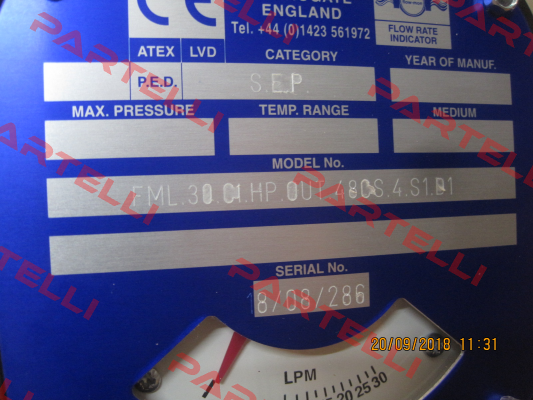 ENGLAND
Tel. +44 (0)1423 561972
FLOW RATE
INDICATOR
ATEX LVD CATEGORY YEAR OF MANUF.
P.E.D. S.E.P.
MAX. PRESSURE TEMP. RANGE MEDIUM
MODEL No.
SERIAL No.
8/08/286
20/09/2018 11:31
LPM
20 25 30
PARTELLI